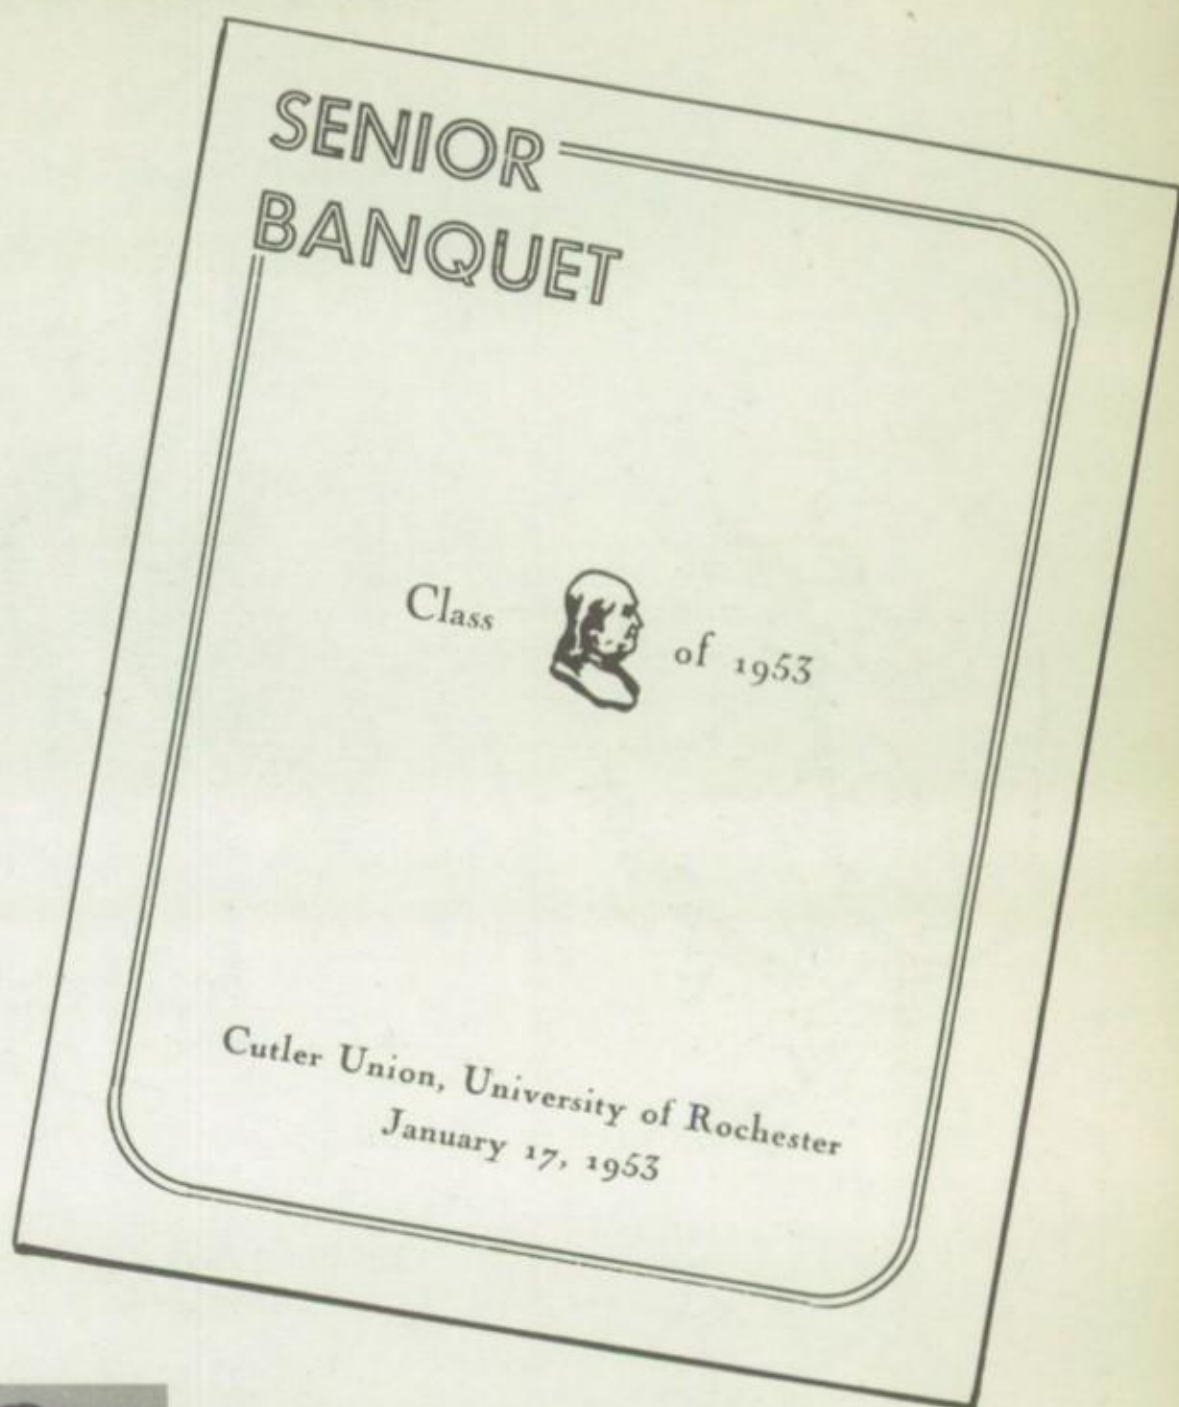 SENIOR
BANQUET
Class of 1953
Cutler Union, University of Rochester
January 17, 1953